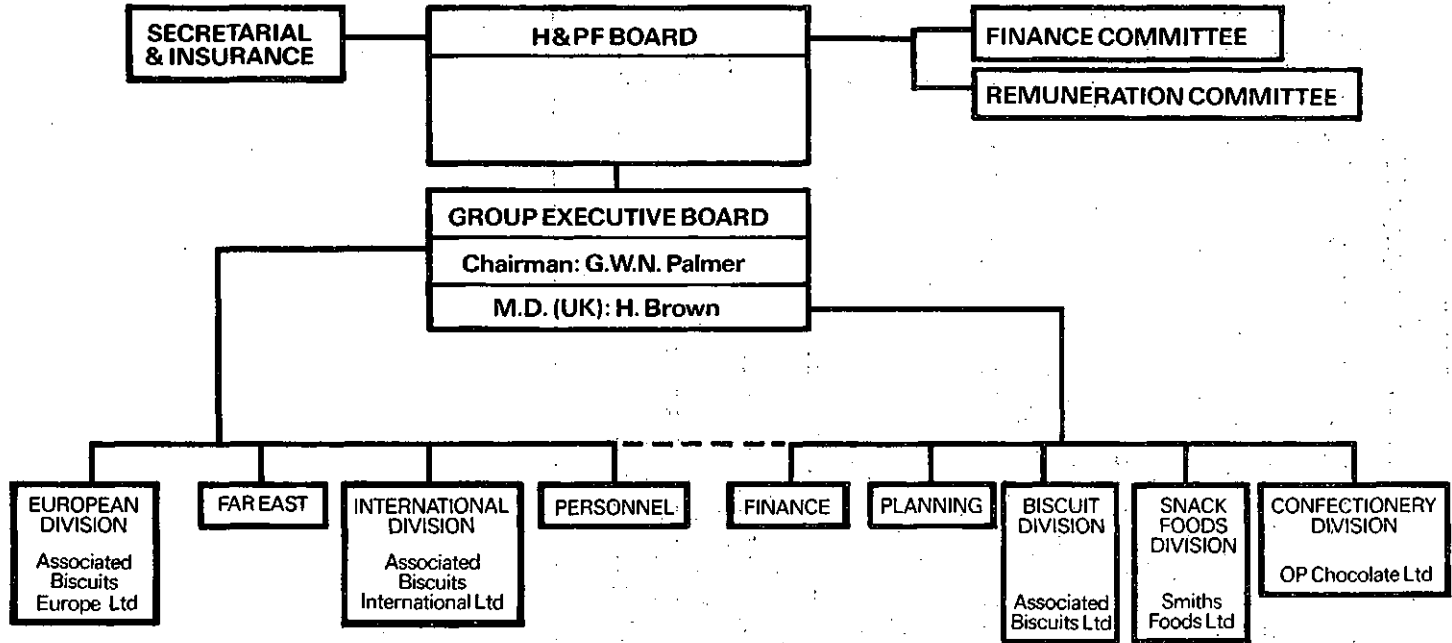 SECRETARIAL
& INSURANCE
H&PF BOARD
FINANCE COMMITTEE
REMUNERATION COMMITTEE
GROUP EXECUTIVE BOARD
Chairman: G.W.N. Palmer
M.D. (UK): H. Brown
EUROPEAN
DIVISION
Associated
Biscuits
Europe Ltd
FAR EAST
INTERNATIONAL
DIVISION
Associated
Biscuits
International Ltd
PERSONNEL
FINANCE
PLANNING
BISCUIT
DIVISION
Associated
Biscuits Ltd
SNACK
FOODS
DIVISION
Smiths
Foods Ltd
CONFECTIONERY
DIVISION
OP Chocolate Ltd